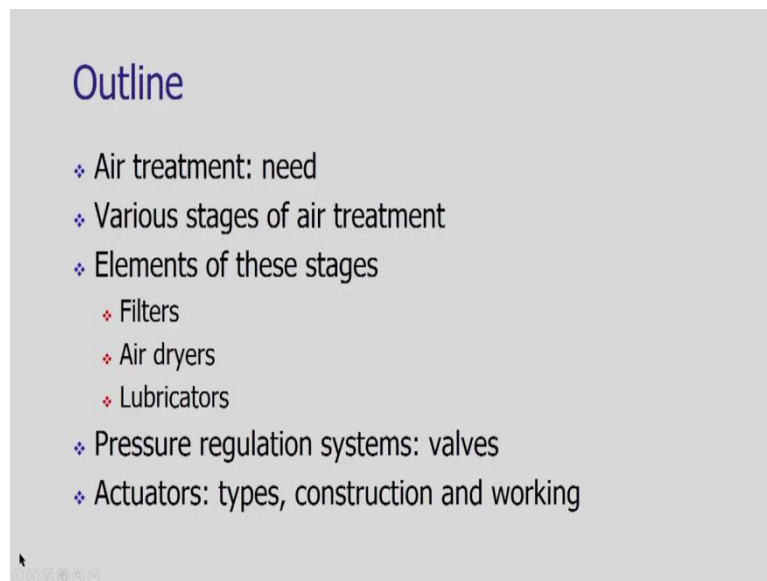 Outline
Air treatment: need
Various stages of air treatment
Elements of these stages
Filters
Air dryers
Lubricators
Pressure regulation systems: valves
Actuators: types, construction and working